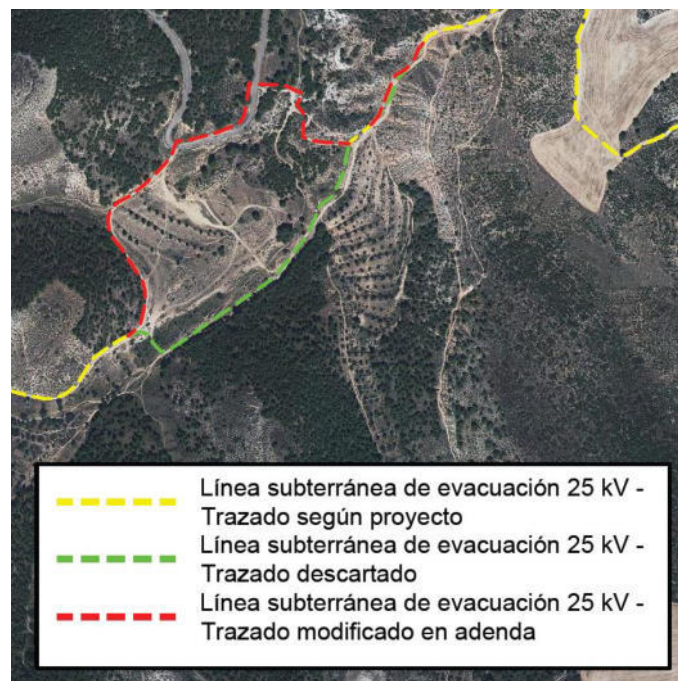 Línea subterránea de evacuación 25 kV -
Trazado según proyecto
Línea subterránea de evacuación 25 kV -
Trazado descartado
Línea subterránea de evacuación 25 kV -
Trazado modificado en adenda